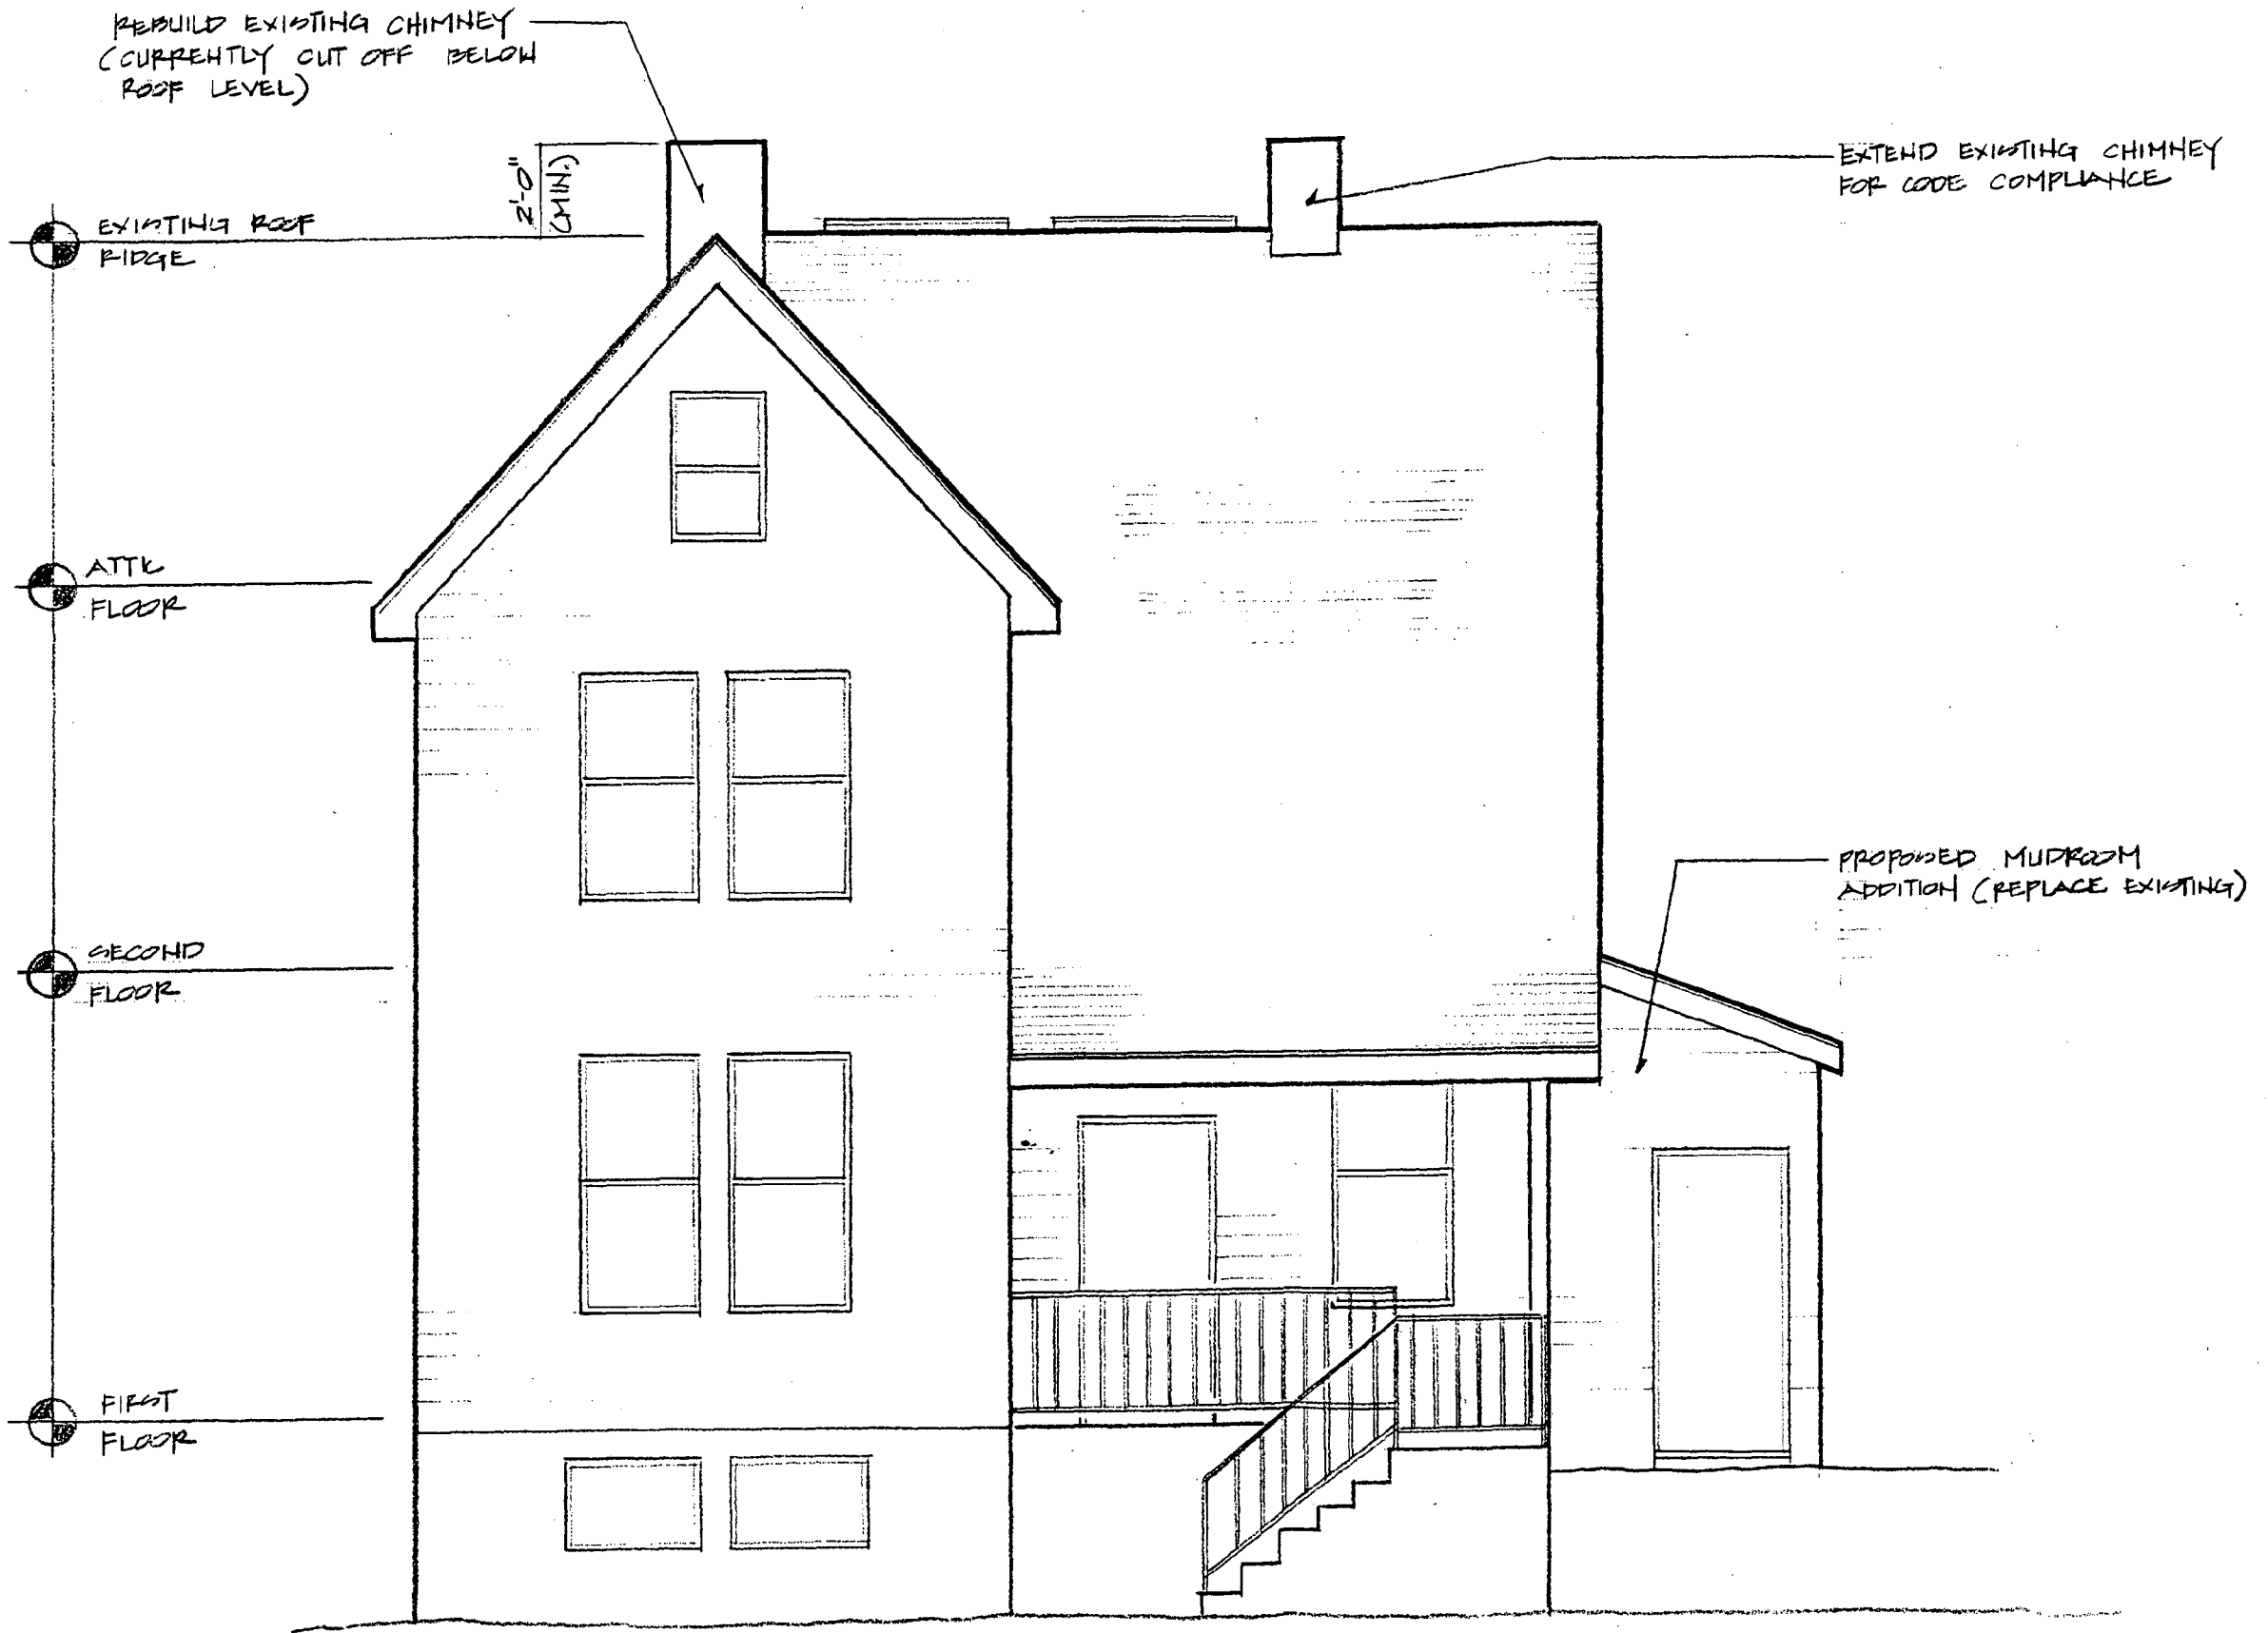 REBUILD EXISTING CHIMNEY
(CURRENTLY CUT OFF BELOW
ROOF LEVEL)
2'-0"
(MIN.)
EXTEND EXISTING CHIMNEY
FOR CODE COMPLIANCE
EXISTING ROOF
RIDGE
ATTIC
FLOOR
PROPOSED MUDROOM
ADDITION (REPLACE EXISTING)
SECOND
FLOOR
FIRST
FLOOR